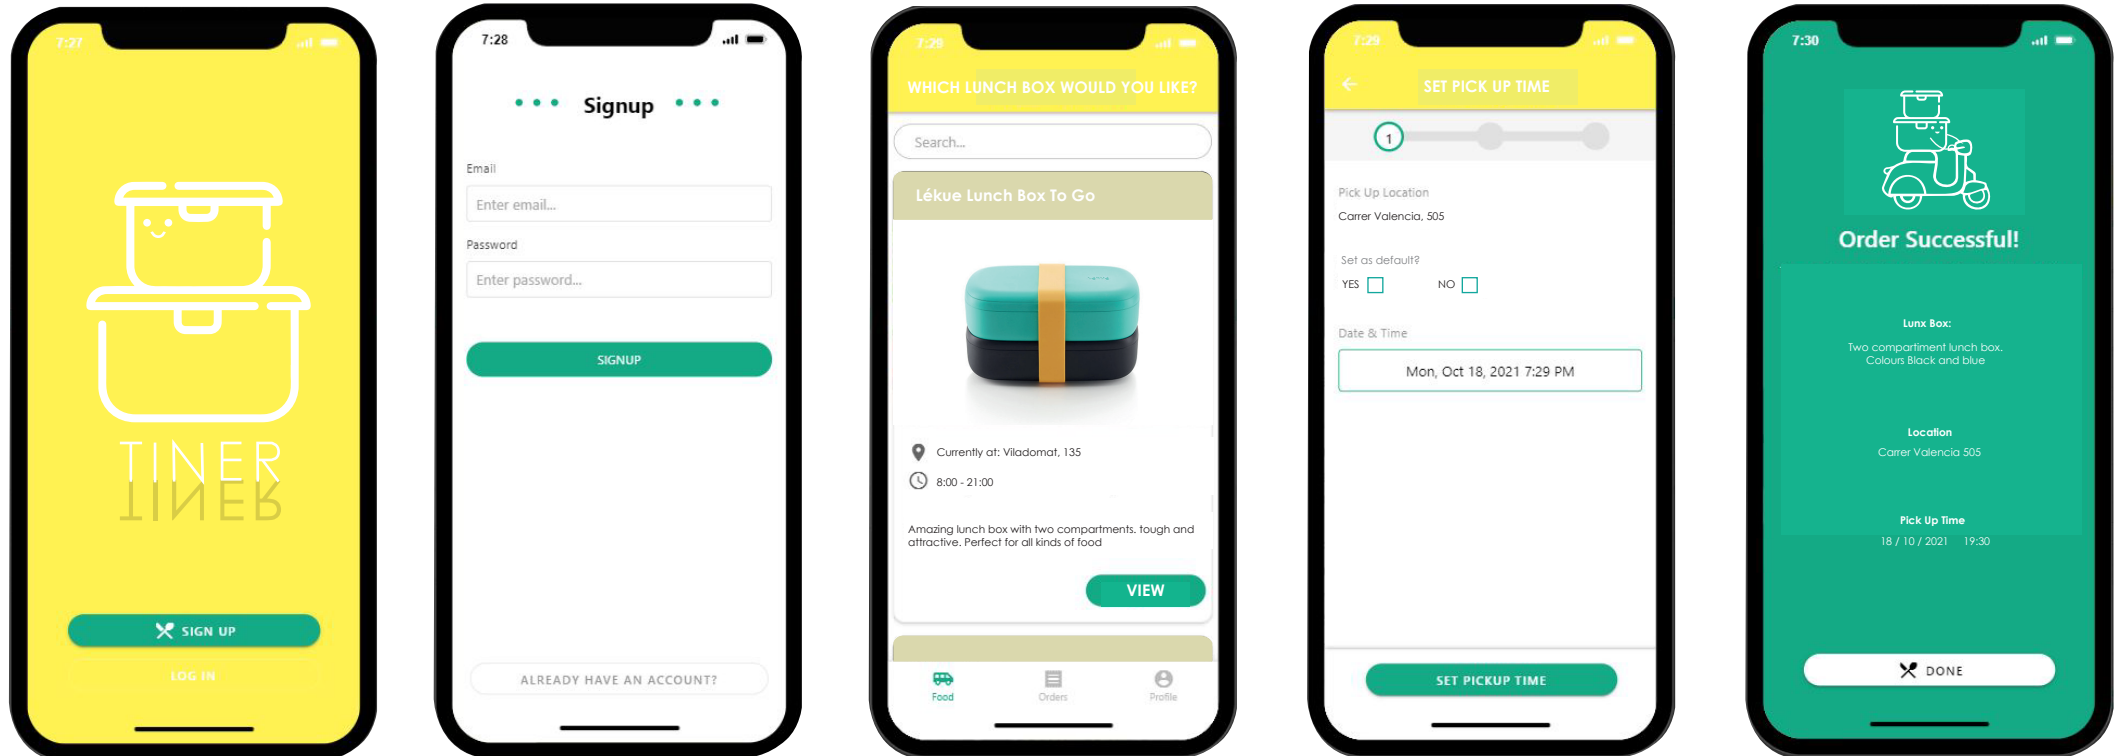 7:27
TINER
TINER
SIGN UP
LOG IN
7:28
Signup
Email
Enter email...
Password
Enter password...
SIGNUP
ALREADY HAVE AN ACCOUNT?
7:29
WHICH LUNCH BOX WOULD YOU LIKE?
Search...
Lékue Lunch Box To Go
Currently at: Viladomat, 135
8:00 - 21:00
Amazing lunch box with two compartments. tough and
attractive. Perfect for all kinds of food
VIEW
Food
Orders
Profile
7:29
SET PICK UP TIME
1
Pick Up Location
Carrer Valencia, 505
Set as default?
YES
NO
Date & Time
Mon, Oct 18, 2021 7:29 PM
SET PICKUP TIME
7:30
Order Successful!
Lunx Box:
Two compartiment lunch box.
Colours Black and blue
Location
Carrer Valencia 505
Pick Up Time
18 / 10 / 2021 19:30
DONE